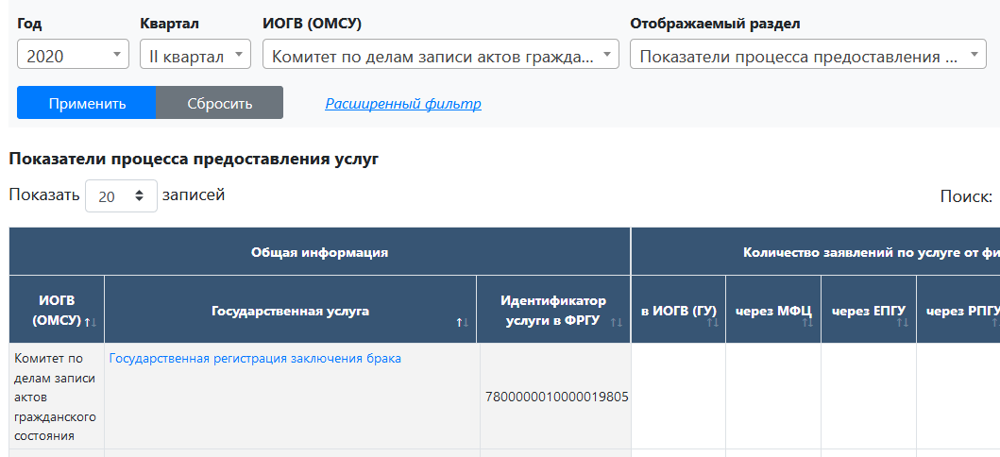 Год Квартал ИОГВ (ОМСУ) Отображаемый раздел
2020 II квартал Комитет по делам записи актов гражда... Показатели процесса предоставления ...
Применить Сбросить Расширенный фильтр
Показатели процесса предоставления услуг
Показать 20 записей Поиск:
Общая информация Количество заявлений по услуге от фи
ИОГВ
(ОМСУ)
Государственная услуга
Идентификатор
услуги в ФРГУ
в ИОГВ (ГУ) через МФЦ через ЕПГУ через РПГУ
Комитет по
делам записи
актов
гражданского
состояния
Государственная регистрация заключения брака
7800000010000019805